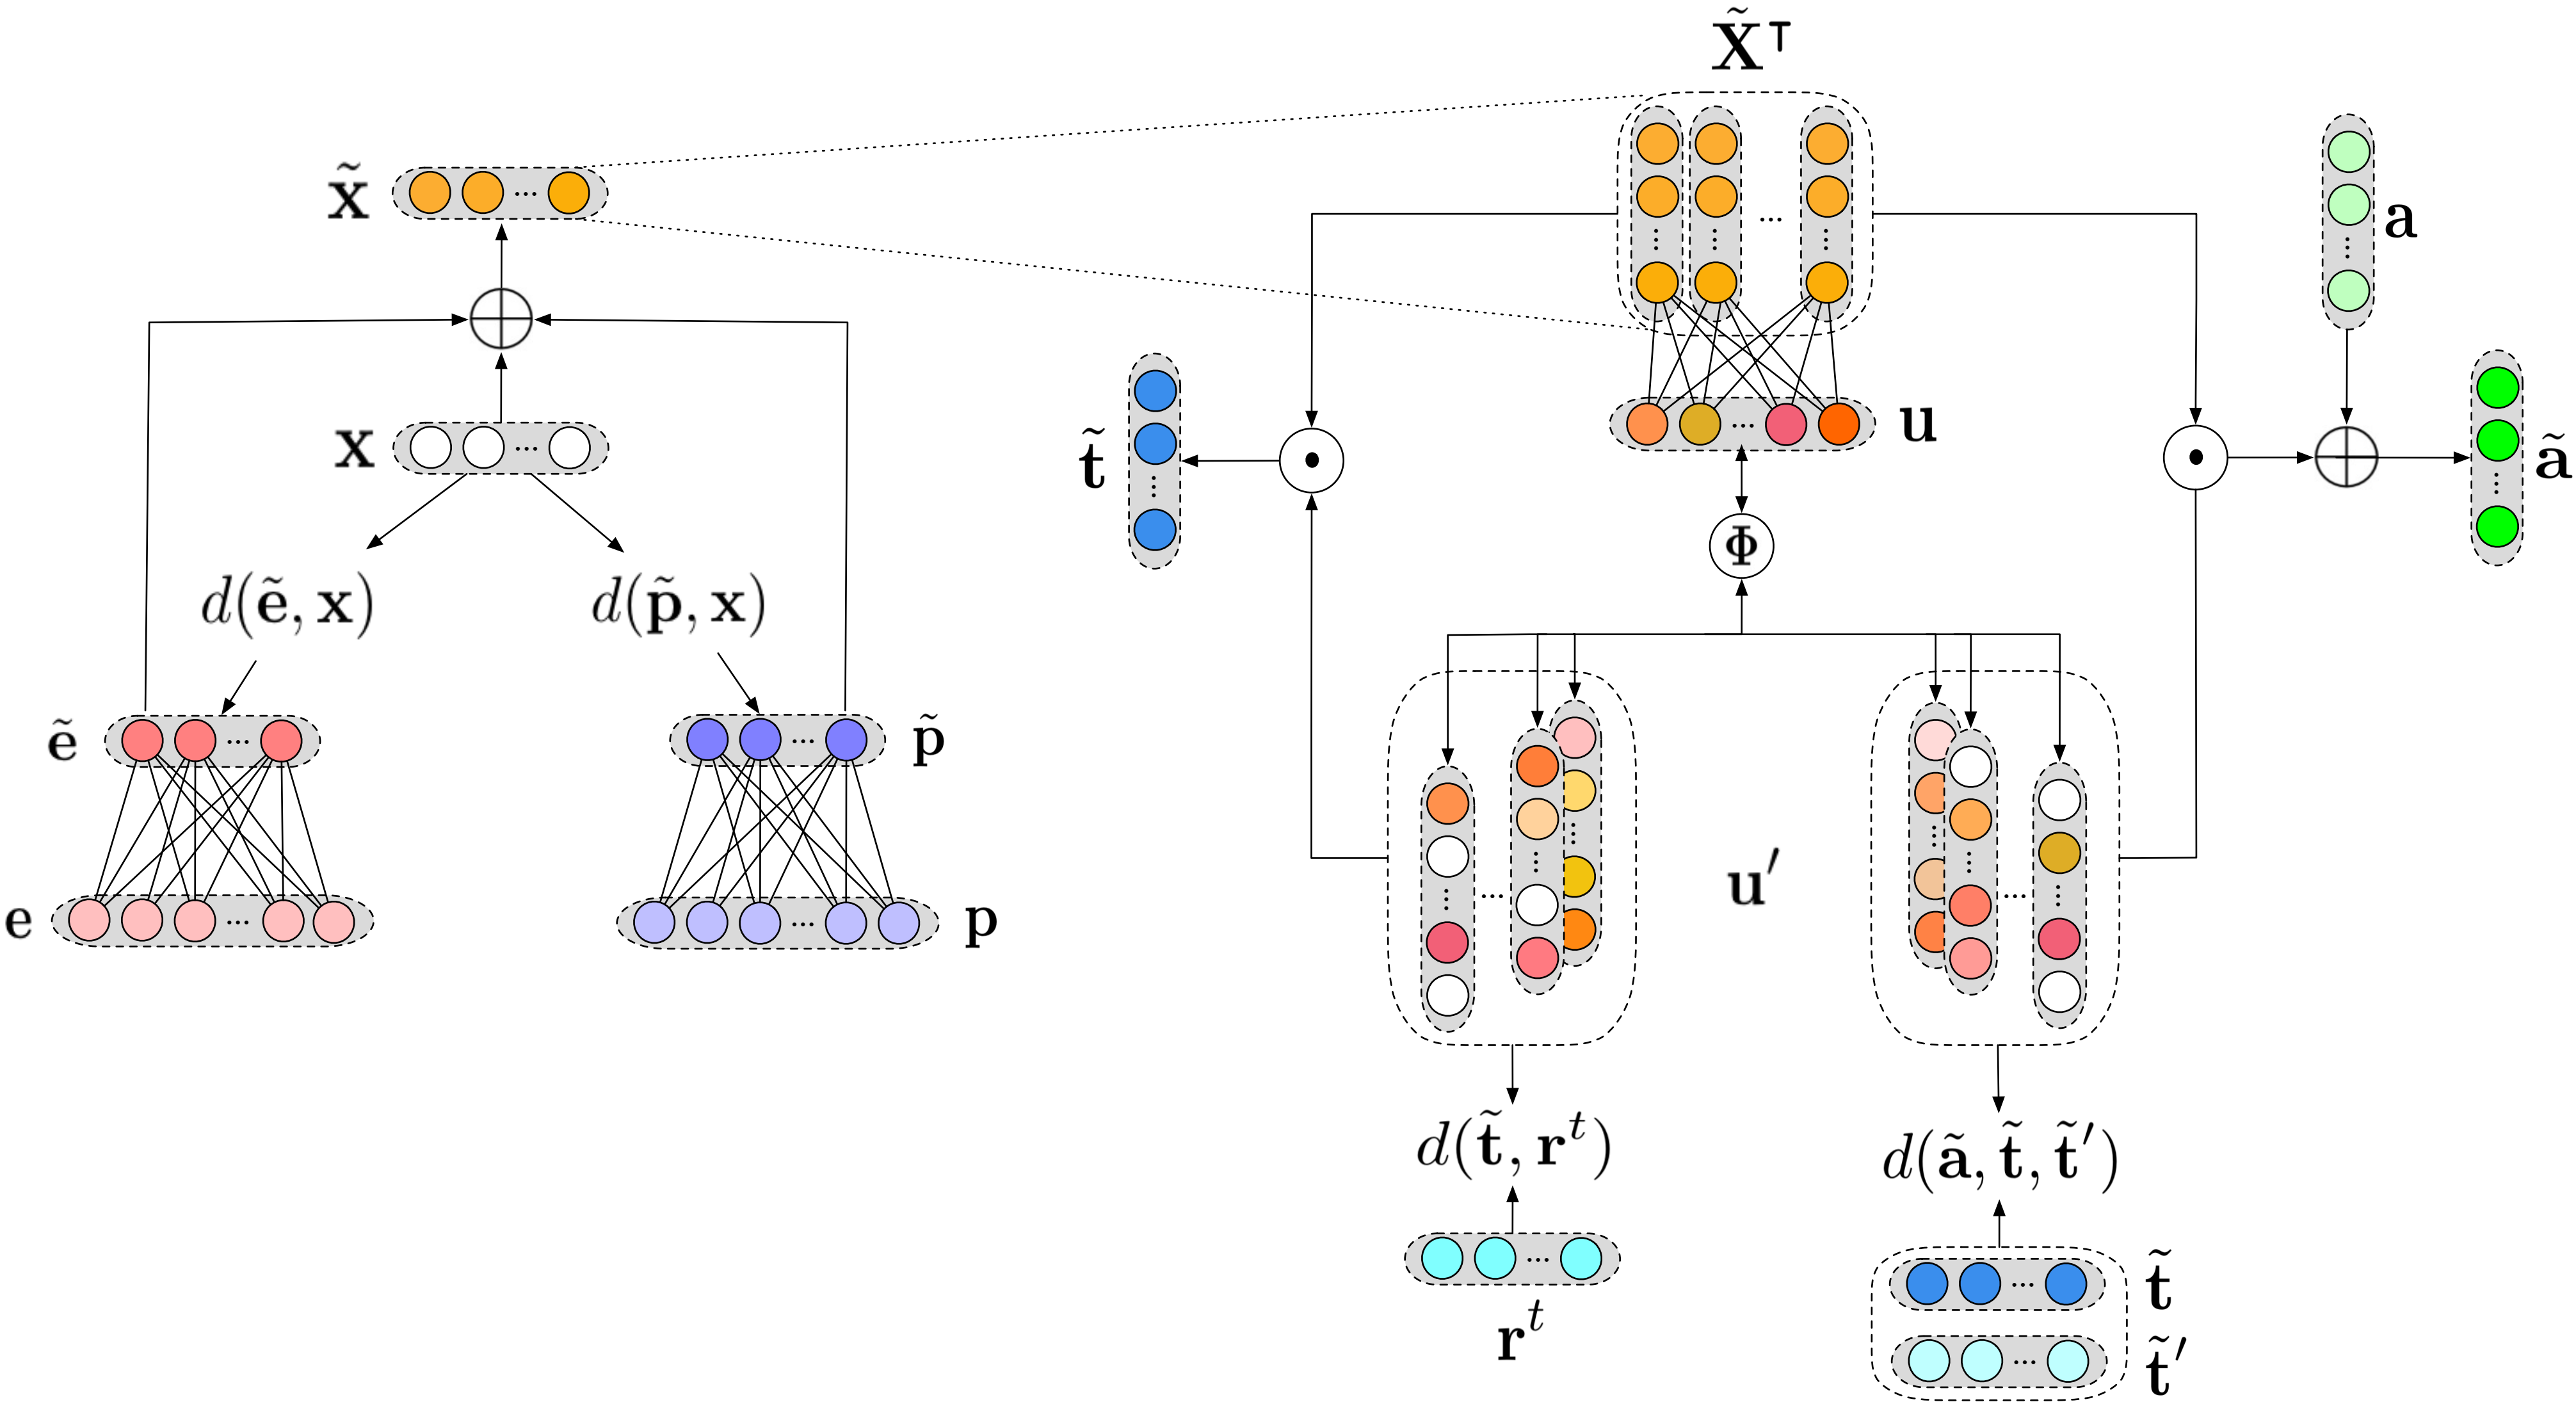 X̃ᵀ
x̃
a
x
u
t̃
ã
Φ
d(ẽ, x)
d(p̃, x)
ẽ
p̃
...
u′
e
p
d(t̃, rᵗ)
d(ã, t̃, t̃′)
t̃
rᵗ
t̃′